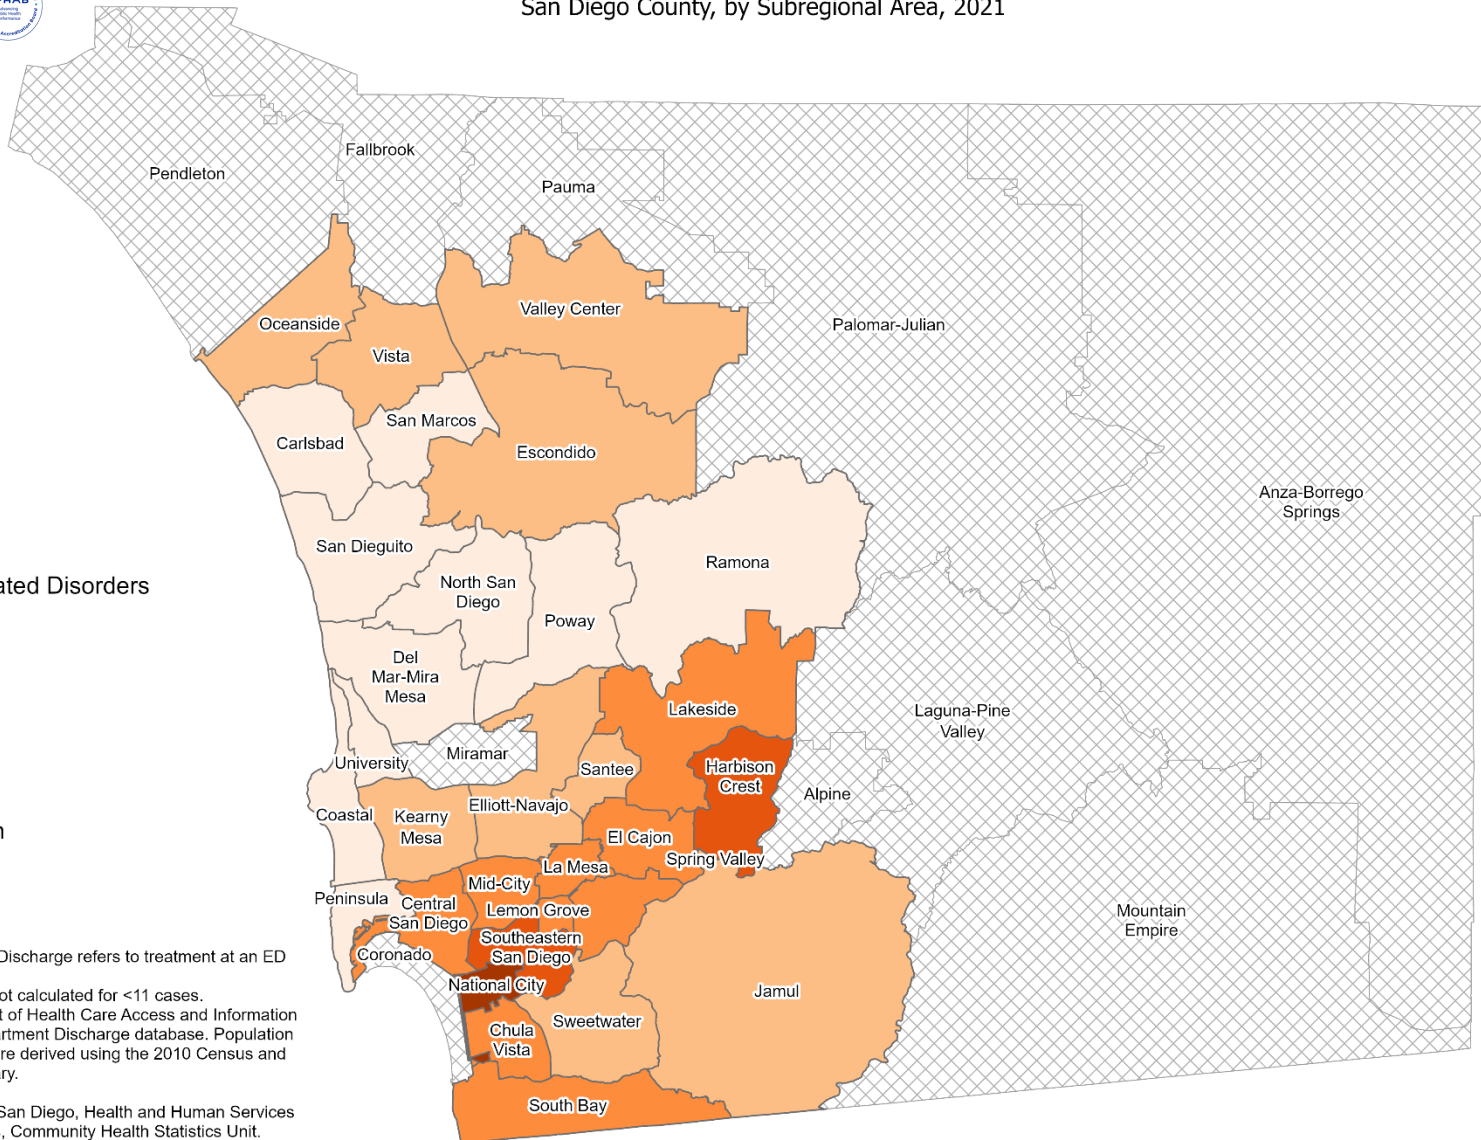 San Diego County, by Subregional Area, 2021
Fallbrook
Pendleton
Pauma
Valley Center
Oceanside
Palomar-Julian
Vista
San Marcos
Carlsbad
Escondido
Anza-Borrego
Springs
San Dieguito
Ramona
North San
Diego
ated Disorders
Poway
Del
Mar-Mira
Mesa
Lakeside
Laguna-Pine
Valley
Miramar
University
Santee
Harbison
Crest
Alpine
Elliott-Navajo
Coastal
Kearny
Mesa
El Cajon
Spring Valley
La Mesa
Mid-City
Peninsula
Central
San Diego
Lemon Grove
Mountain
Empire
Southeastern
San Diego
Coronado
Discharge refers to treatment at an ED
National City
Jamul
ot calculated for <11 cases.
t of Health Care Access and Information
Sweetwater
artment Discharge database. Population
Chula
Vista
re derived using the 2010 Census and
ary.
South Bay
San Diego, Health and Human Services
, Community Health Statistics Unit.